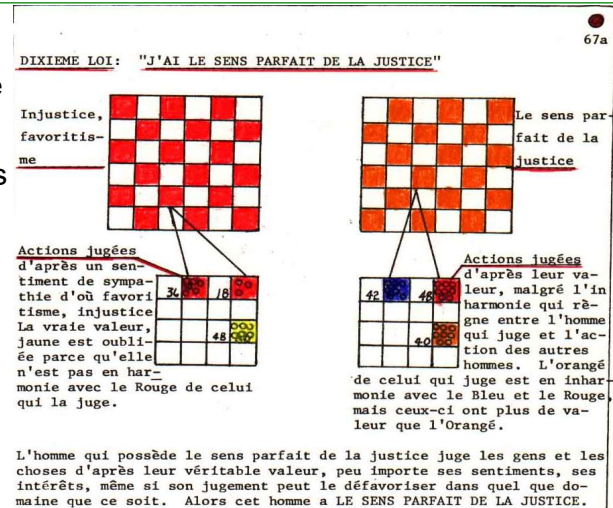 67a
DIXIEME LOI: "J'AI LE SENS PARFAIT DE LA JUSTICE"
e
s
Injustice,
favoritis-
me
Le sens par-
fait de la
justice
Actions jugées
d'après un sen-
timent de sympa-
thie d'où favori
tisme, injustice
La vraie valeur,
jaune est oubli-
ée parce qu'elle
n'est pas en har-
monie avec le Rouge de celui
qui la juge.
36 18
48
42 48
40
Actions jugées
d'après leur va-
leur, malgré l'in
harmonie qui rè-
gne entre l'homme
qui juge et l'ac-
tion des autres
hommes. L'orangé
de celui qui juge est en inhar-
monie avec le Bleu et le Rouge,
mais ceux-ci ont plus de va-
leur que l'Orangé.
L'homme qui possède le sens parfait de la justice juge les gens et les
choses d'après leur véritable valeur, peu importe ses sentiments, ses
intérêts, même si son jugement peut le défavoriser dans quel que do-
maine que ce soit. Alors cet homme a LE SENS PARFAIT DE LA JUSTICE.